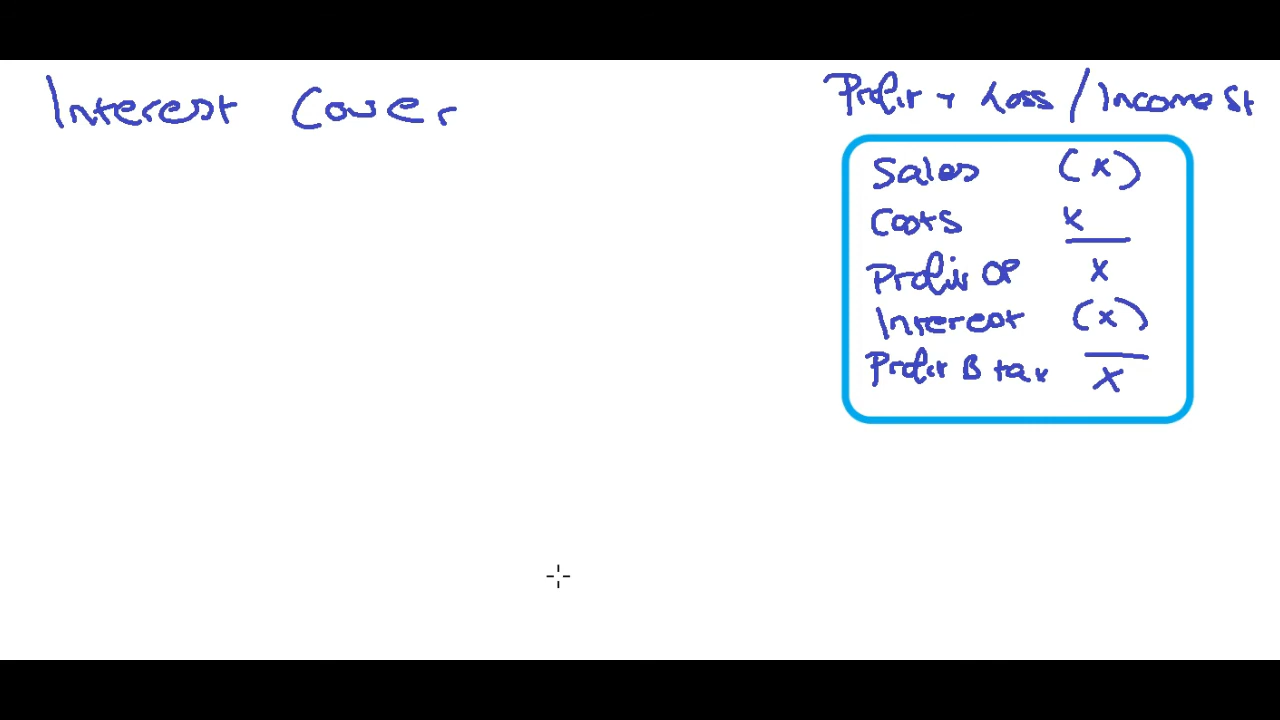 Interest Cover
Profit + Loss / Income St
Sales (x)
Costs x
Profit OP x
Interest (x)
Profit B tax x